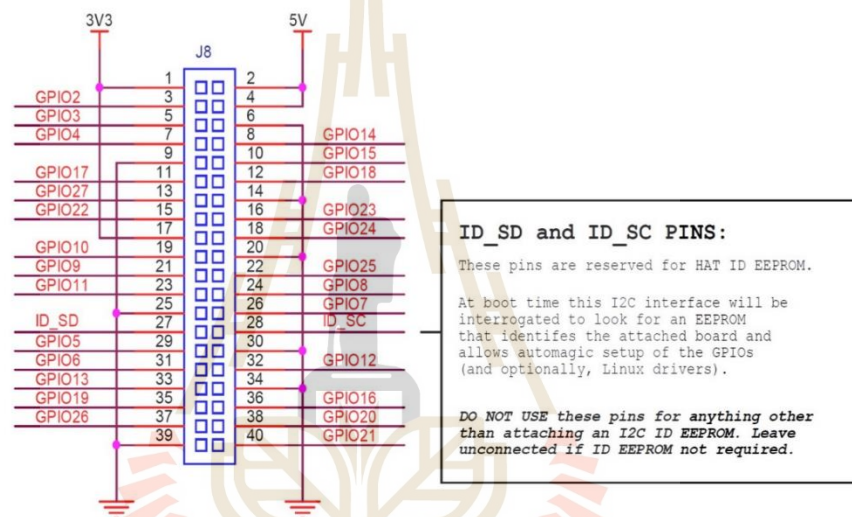 3V3 5V
J8
1 2
GPIO2 3 4
GPIO3 5 6
GPIO4 7 8 GPIO14
9 10 GPIO15
GPIO17 11 12 GPIO18
GPIO27 13 14
GPIO22 15 16 GPIO23
17 18 GPIO24
GPIO10 19 20
GPIO9 21 22 GPIO25
GPIO11 23 24 GPIO8
25 26 GPIO7
ID_SD 27 28 ID_SC
GPIO5 29 30
GPIO6 31 32 GPIO12
GPIO13 33 34
GPIO19 35 36 GPIO16
GPIO26 37 38 GPIO20
39 40 GPIO21
ID_SD and ID_SC PINS:
These pins are reserved for HAT ID EEPROM.
At boot time this I2C interface will be
interrogated to look for an EEPROM
that identifes the attached board and
allows automagic setup of the GPIOs
(and optionally, Linux drivers).
DO NOT USE these pins for anything other
than attaching an I2C ID EEPROM. Leave
unconnected if ID EEPROM not required.